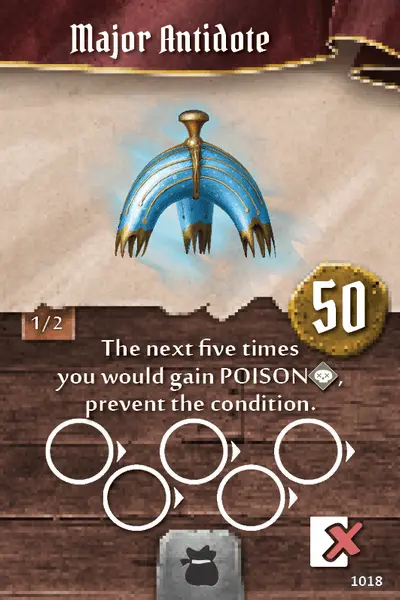 Major Antidote
1/2
50
The next five times
you would gain POISON,
prevent the condition.
1018